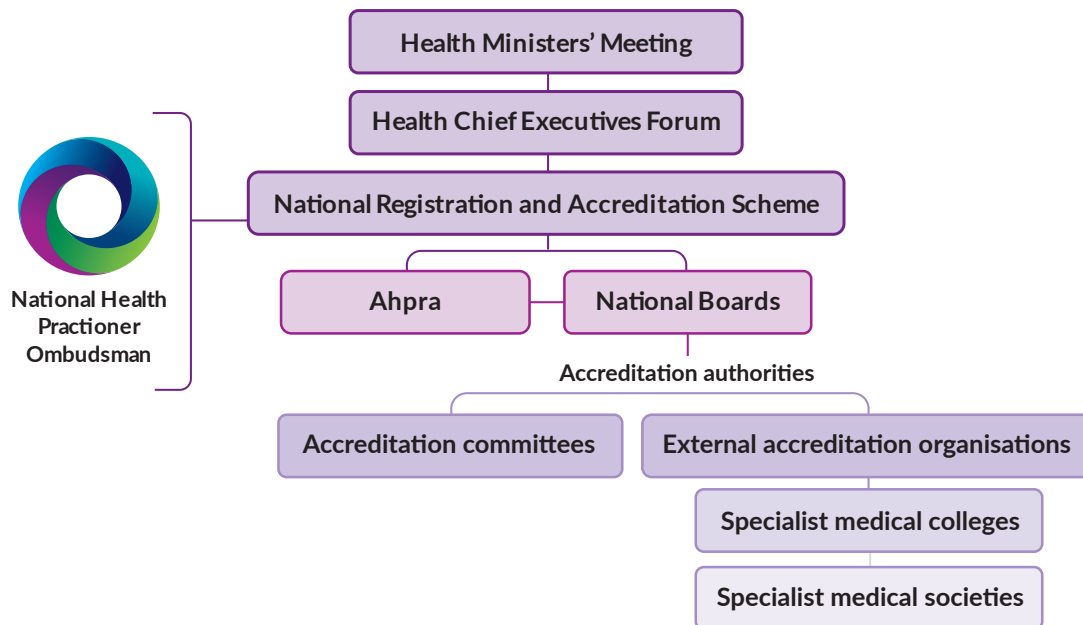 Health Ministers’ Meeting
Health Chief Executives Forum
National Registration and Accreditation Scheme
National Health
Practioner
Ombudsman
Ahpra
National Boards
Accreditation authorities
Accreditation committees
External accreditation organisations
Specialist medical colleges
Specialist medical societies